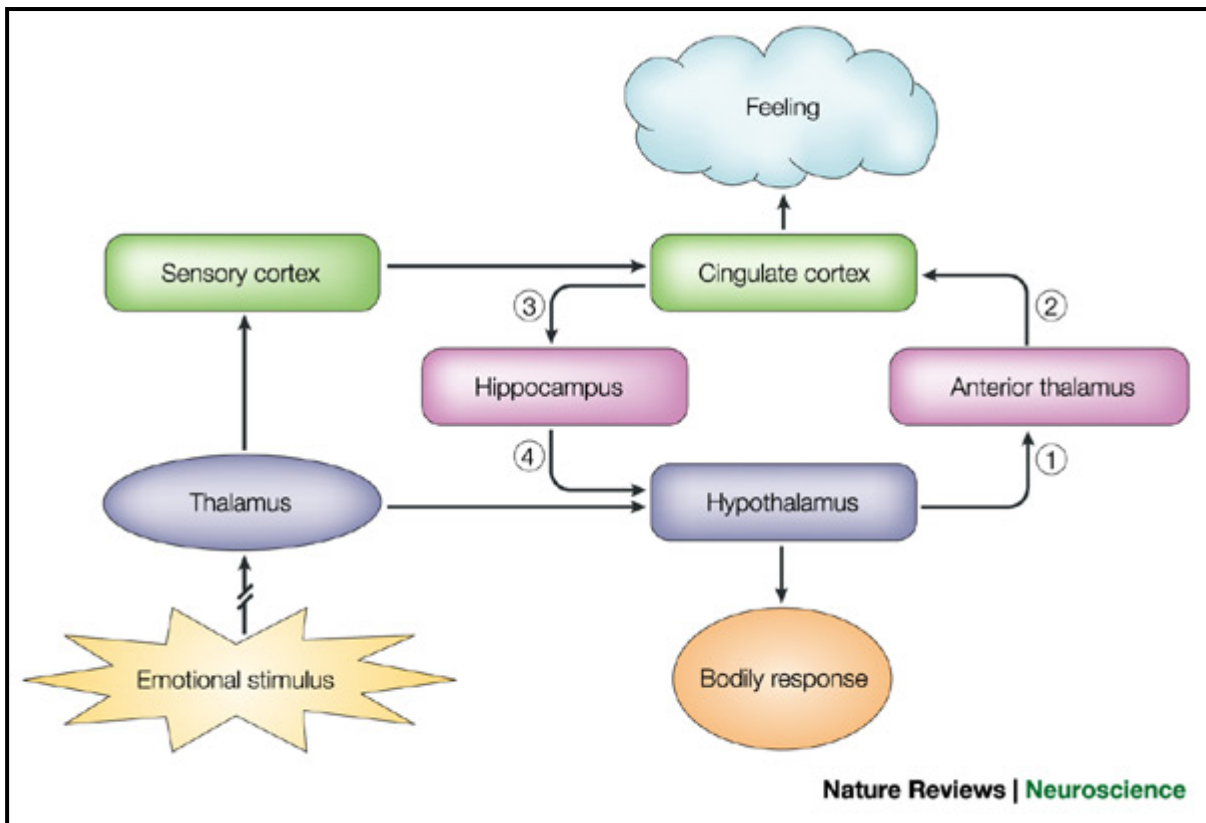 Feeling
Sensory cortex
Cingulate cortex
③
②
Hippocampus
Anterior thalamus
④
①
Thalamus
Hypothalamus
Emotional stimulus
Bodily response
Nature Reviews | Neuroscience